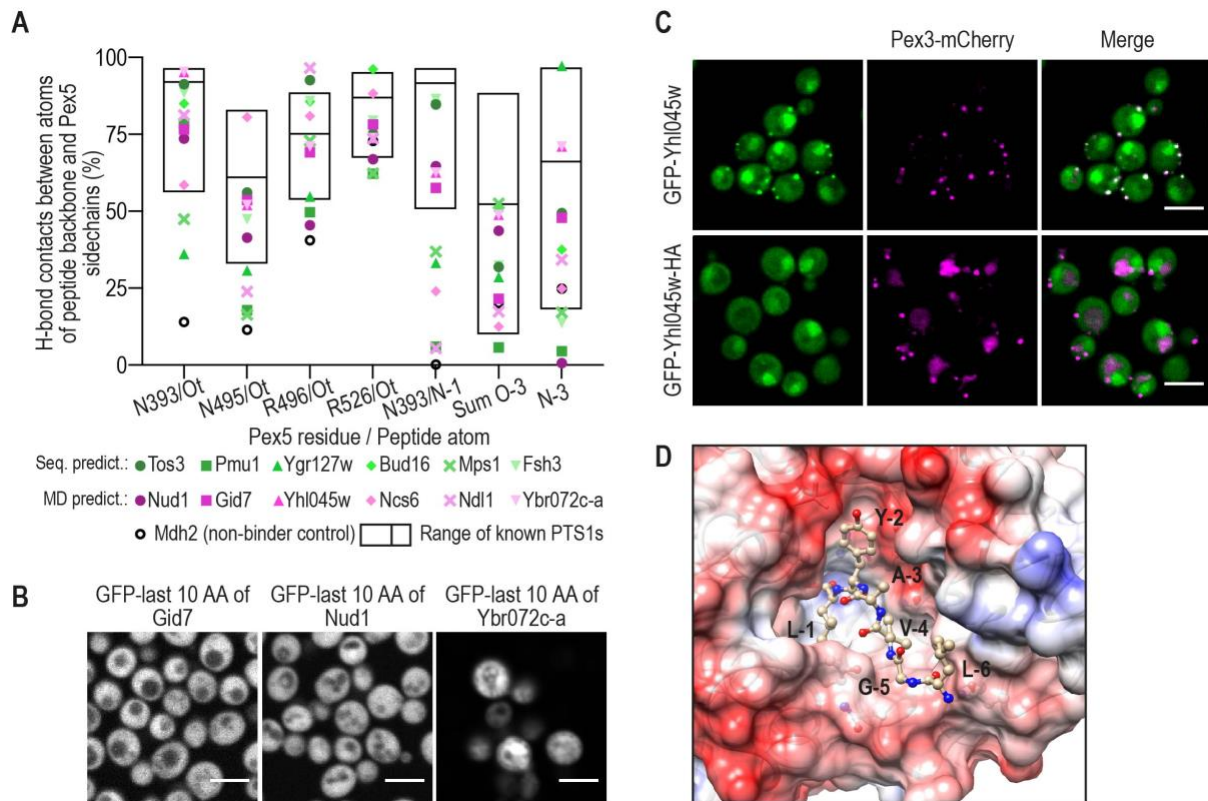 A
H-bond contacts between atoms
of peptide backbone and Pex5
sidechains (%)
100
75
50
25
0
N393/Ot
N495/Ot
R496/Ot
R526/Ot
N393/N-1
Sum O-3
N-3
Pex5 residue / Peptide atom
Seq. predict.: Tos3 Pmu1 Ygr127w Bud16 Mps1 Fsh3
MD predict.: Nud1 Gid7 Yhl045w Ncs6 Ndl1 Ybr072c-a
Mdh2 (non-binder control) Range of known PTS1s
B
GFP-last 10 AA of
Gid7
GFP-last 10 AA of
Nud1
GFP-last 10 AA of
Ybr072c-a
C
Pex3-mCherry
Merge
GFP-Yhl045w
GFP-Yhl045w-HA
D
Y-2
A-3
L-1
V-4
G-5
L-6